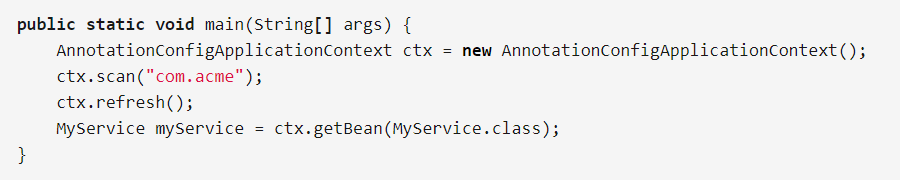 public static void main(String[] args) {
    AnnotationConfigApplicationContext ctx = new AnnotationConfigApplicationContext();
    ctx.scan("com.acme");
    ctx.refresh();
    MyService myService = ctx.getBean(MyService.class);
}